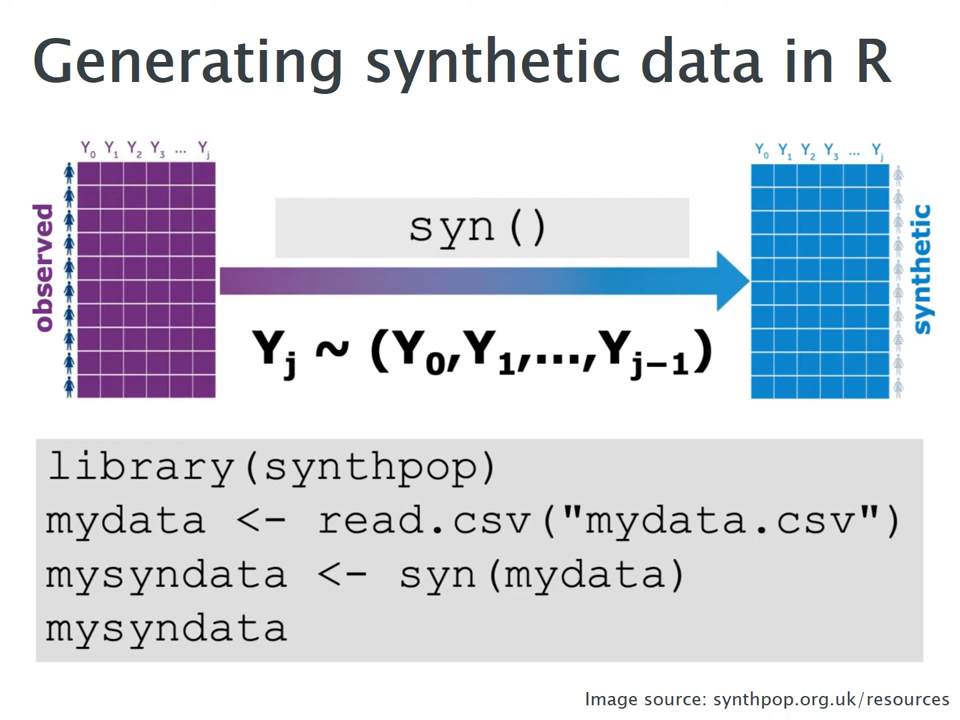 Generating synthetic data in R
Y0 Y1 Y2 Y3 ... Yj
Y0 Y1 Y2 Y3 ... Yj
observed
syn()
synthetic
Yj ~ (Y0,Y1,...,Yj−1)
library(synthpop)
mydata <- read.csv("mydata.csv")
mysyndata <- syn(mydata)
mysyndata
Image source: synthpop.org.uk/resources